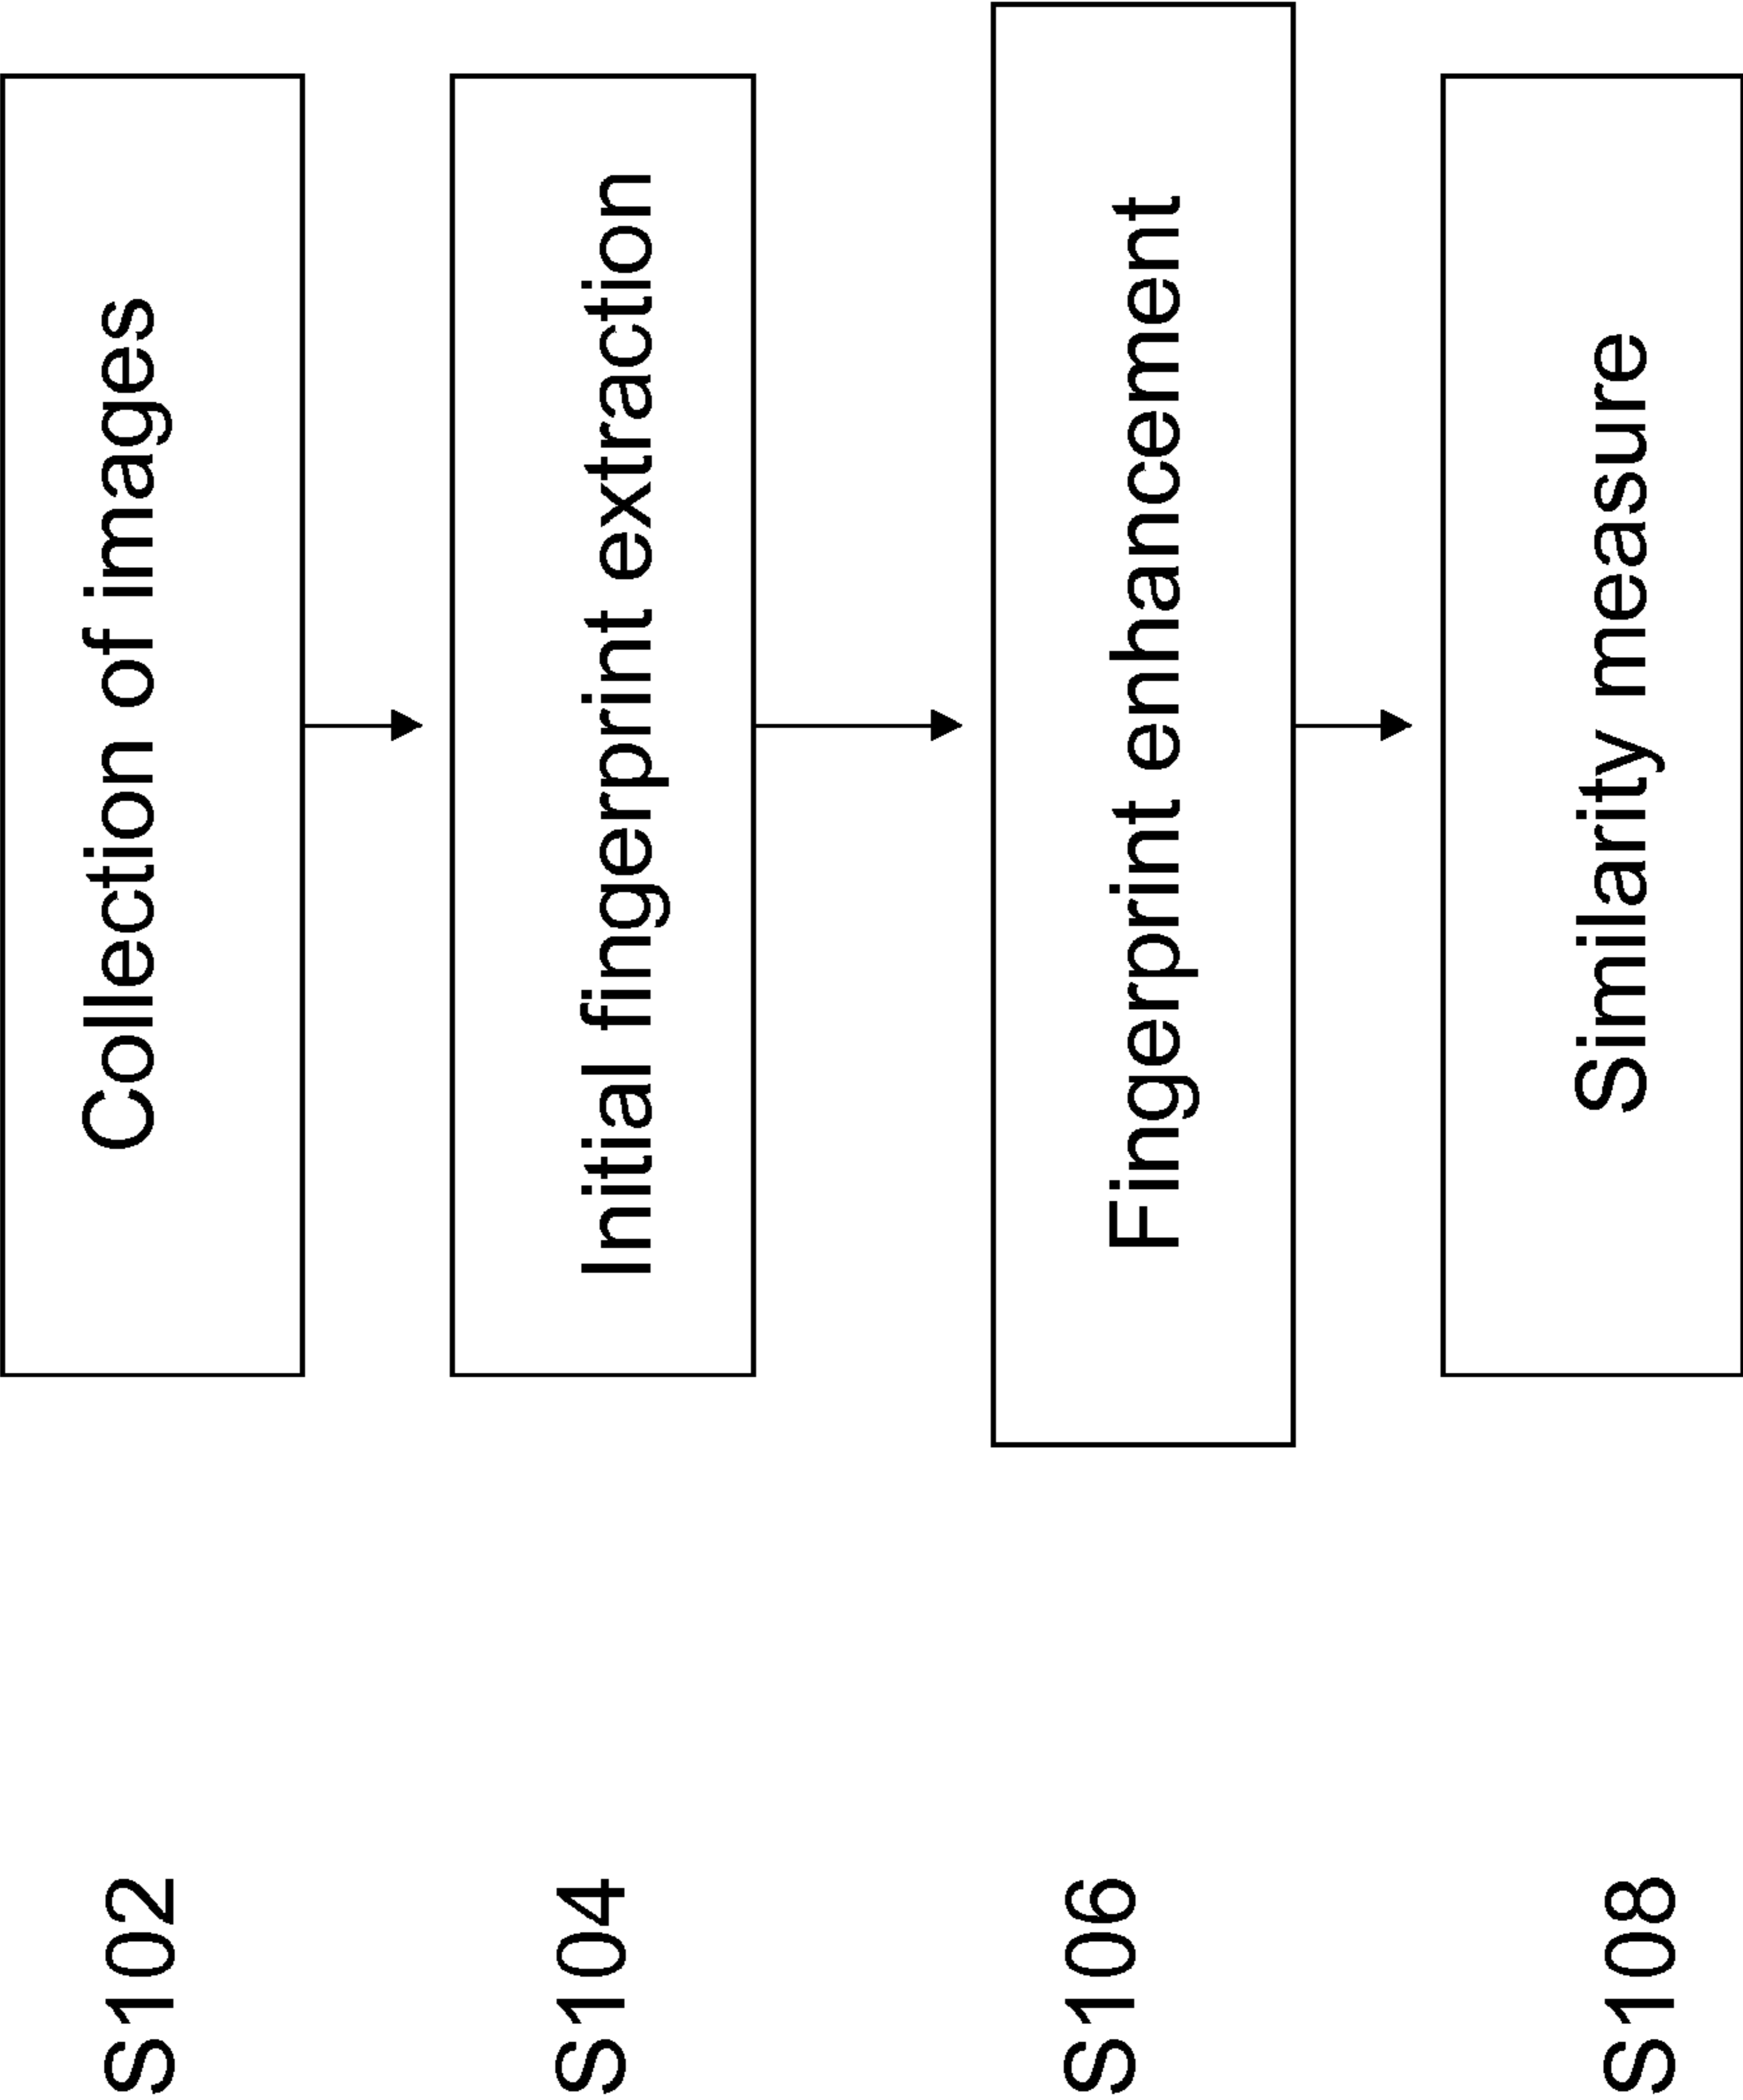 S102 Collection of images
S104 Initial fingerprint extraction
S106 Fingerprint enhancement
S108 Similarity measure